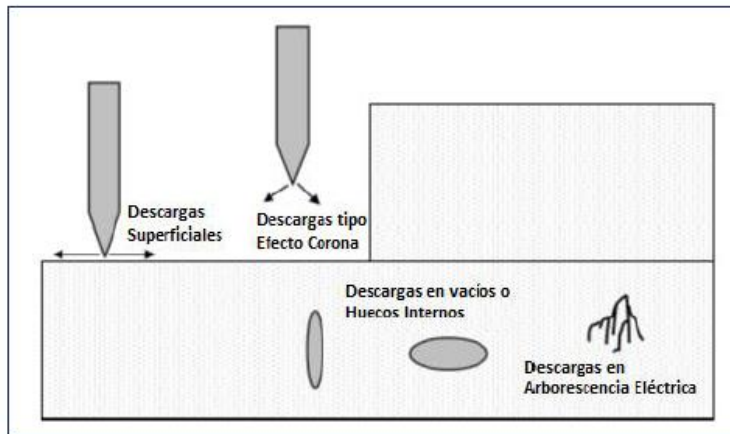 Descargas
Superficiales
Descargas tipo
Efecto Corona
Descargas en vacíos o
Huecos Internos
Descargas en
Arborescencia Eléctrica